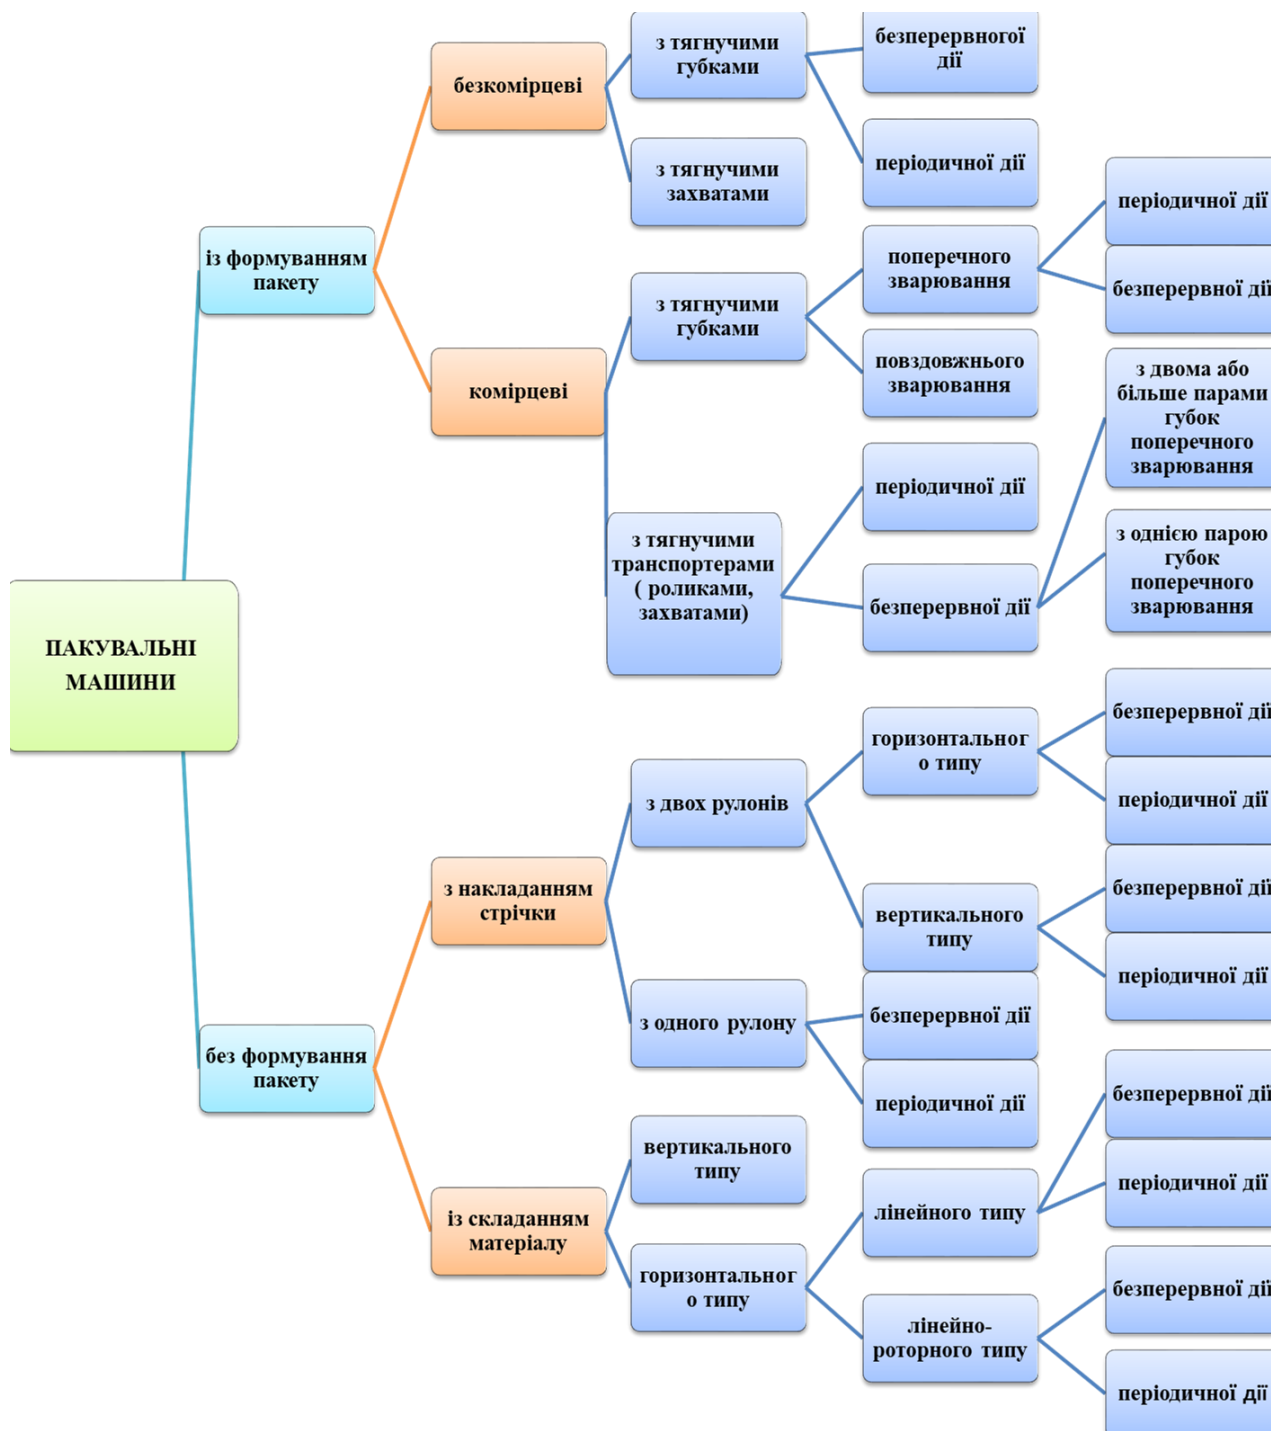 ПАКУВАЛЬНІ
МАШИНИ
із формуванням
пакету
безкомірцеві
з тягнучими
губками
безперервногої
дії
періодичної дії
з тягнучими
захватами
комірцеві
з тягнучими
губками
поперечного
зварювання
періодичної дії
безперервної дії
повздовжнього
зварювання
з тягнучими
транспортерами
( роликами,
захватами)
періодичної дії
безперервної дії
з двома або
більше парами
губок
поперечного
зварювання
з однією парою
губок
поперечного
зварювання
без формування
пакету
з накладанням
стрічки
з двох рулонів
горизонтальног
о типу
безперервної дії
періодичної дії
вертикального
типу
безперервної дії
періодичної дії
з одного рулону
безперервної дії
періодичної дії
із складанням
матеріалу
вертикального
типу
горизонтальног
о типу
лінейного типу
безперервної дії
періодичної дії
лінейно-
роторного типу
безперервної дії
періодичної дії